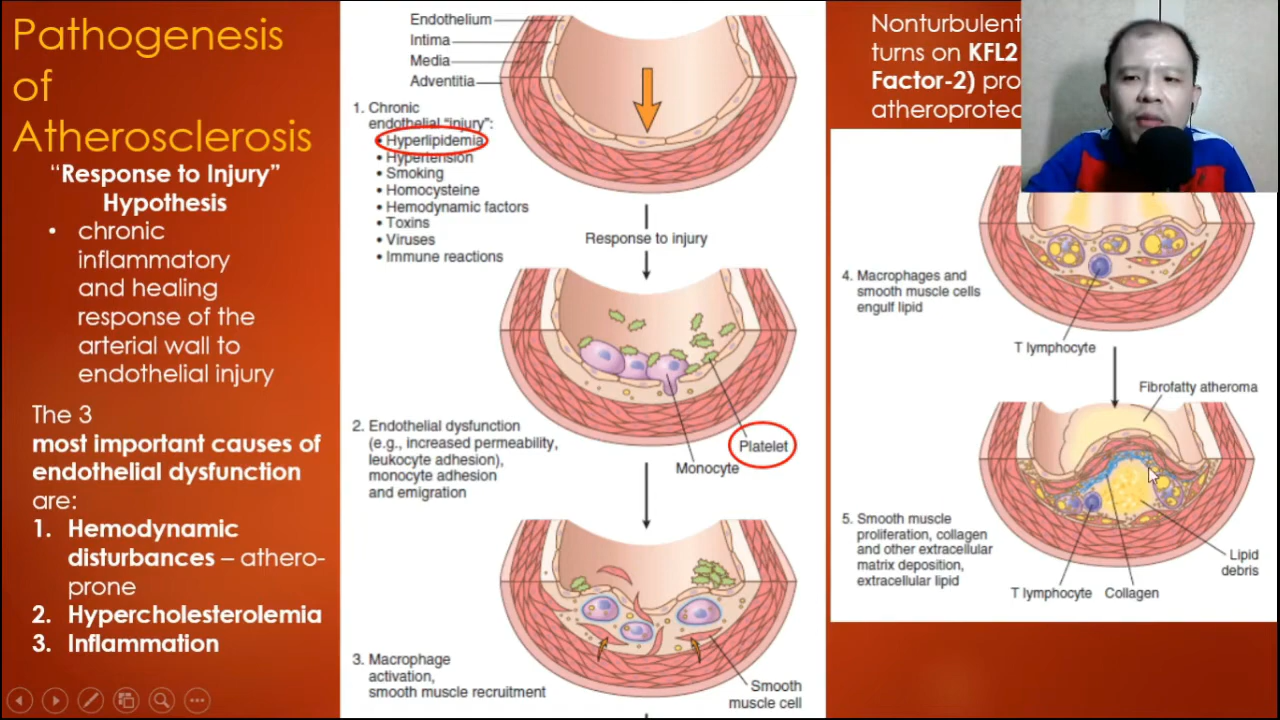 Pathogenesis
of
Atherosclerosis
“Response to Injury”
Hypothesis
• chronic
inflammatory
and healing
response of the
arterial wall to
endothelial injury
The 3
most important causes of
endothelial dysfunction
are:
1. Hemodynamic
disturbances – athero-
prone
2. Hypercholesterolemia
3. Inflammation
Endothelium
Intima
Media
Adventitia
1. Chronic
endothelial “injury”:
• Hyperlipidemia
• Hypertension
• Smoking
• Homocysteine
• Hemodynamic factors
• Toxins
• Viruses
• Immune reactions
Response to injury
2. Endothelial dysfunction
(e.g., increased permeability,
leukocyte adhesion),
monocyte adhesion
and emigration
Platelet
Monocyte
3. Macrophage
activation,
smooth muscle recruitment
Smooth
muscle cell
Nonturbulent
turns on KFL2
Factor-2)
4. Macrophages and
smooth muscle cells
engulf lipid
T lymphocyte
Fibrofatty atheroma
5. Smooth muscle
proliferation, collagen
and other extracellular
matrix deposition,
extracellular lipid
Lipid
debris
T lymphocyte Collagen